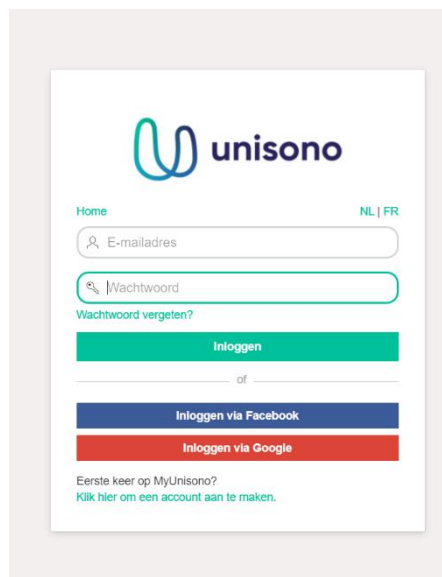 unisono
Home NL | FR
E-mailadres
Wachtwoord
Wachtwoord vergeten?
Inloggen
of
Inloggen via Facebook
Inloggen via Google
Eerste keer op MyUnisono?
Klik hier om een account aan te maken.